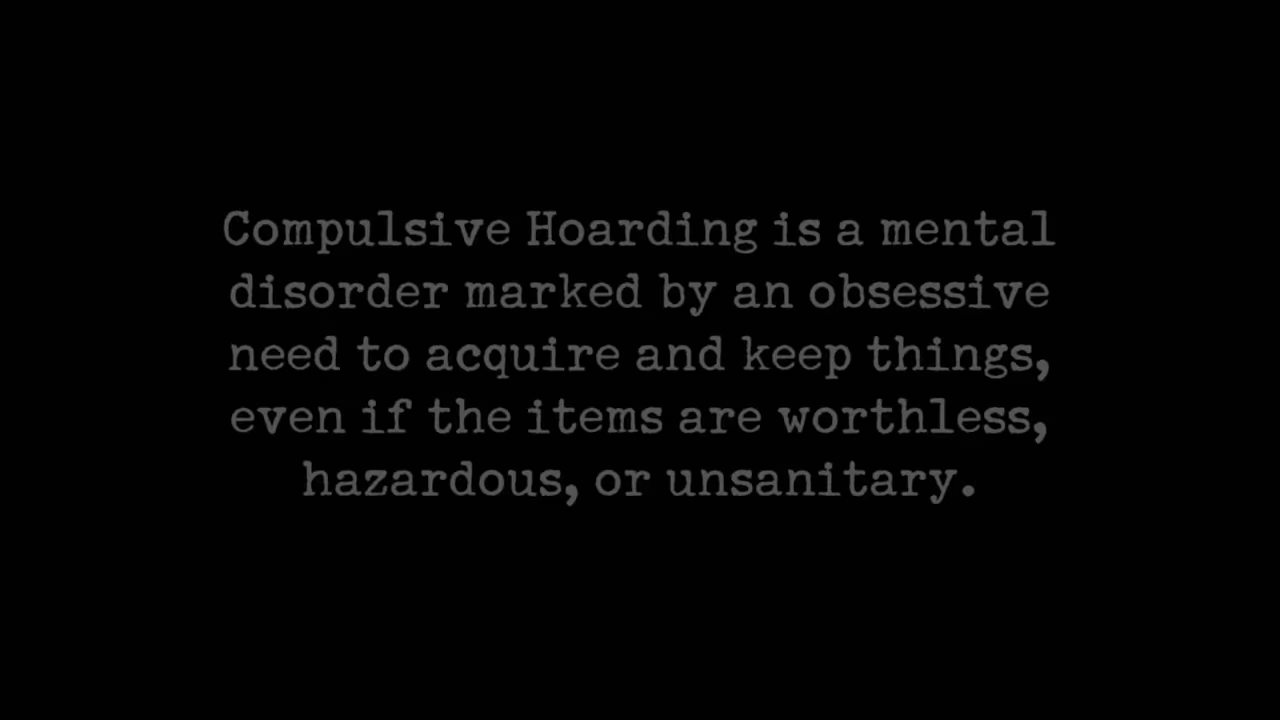 Compulsive Hoarding is a mental
disorder marked by an obsessive
need to acquire and keep things,
even if the items are worthless,
hazardous, or unsanitary.